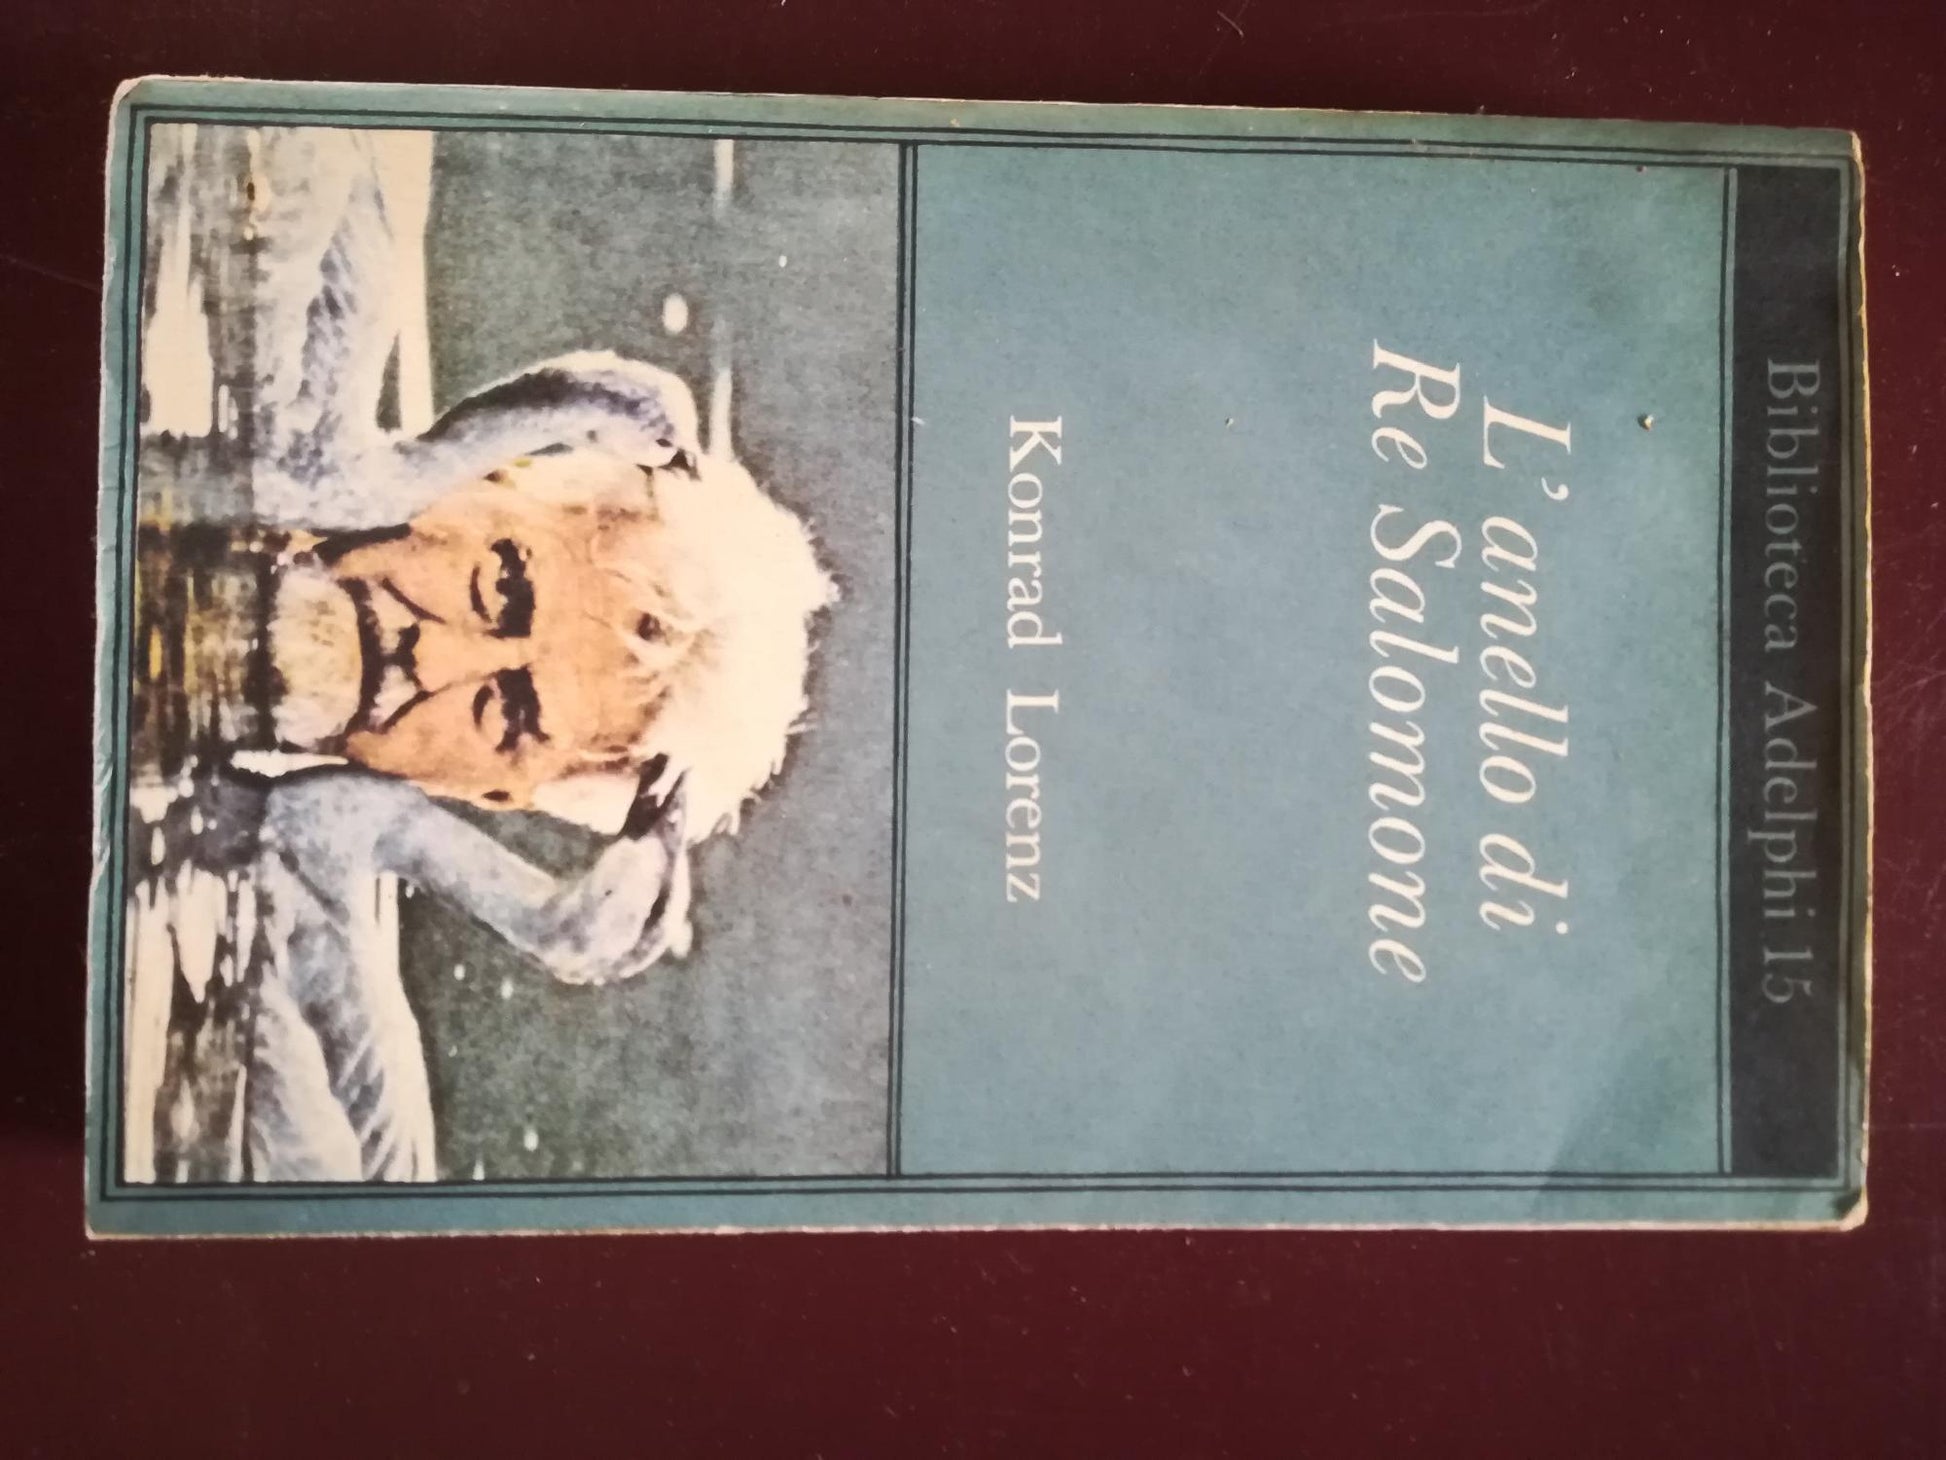 Biblioteca Adelphi 15
L'anello di
Re Salomone
Konrad Lorenz